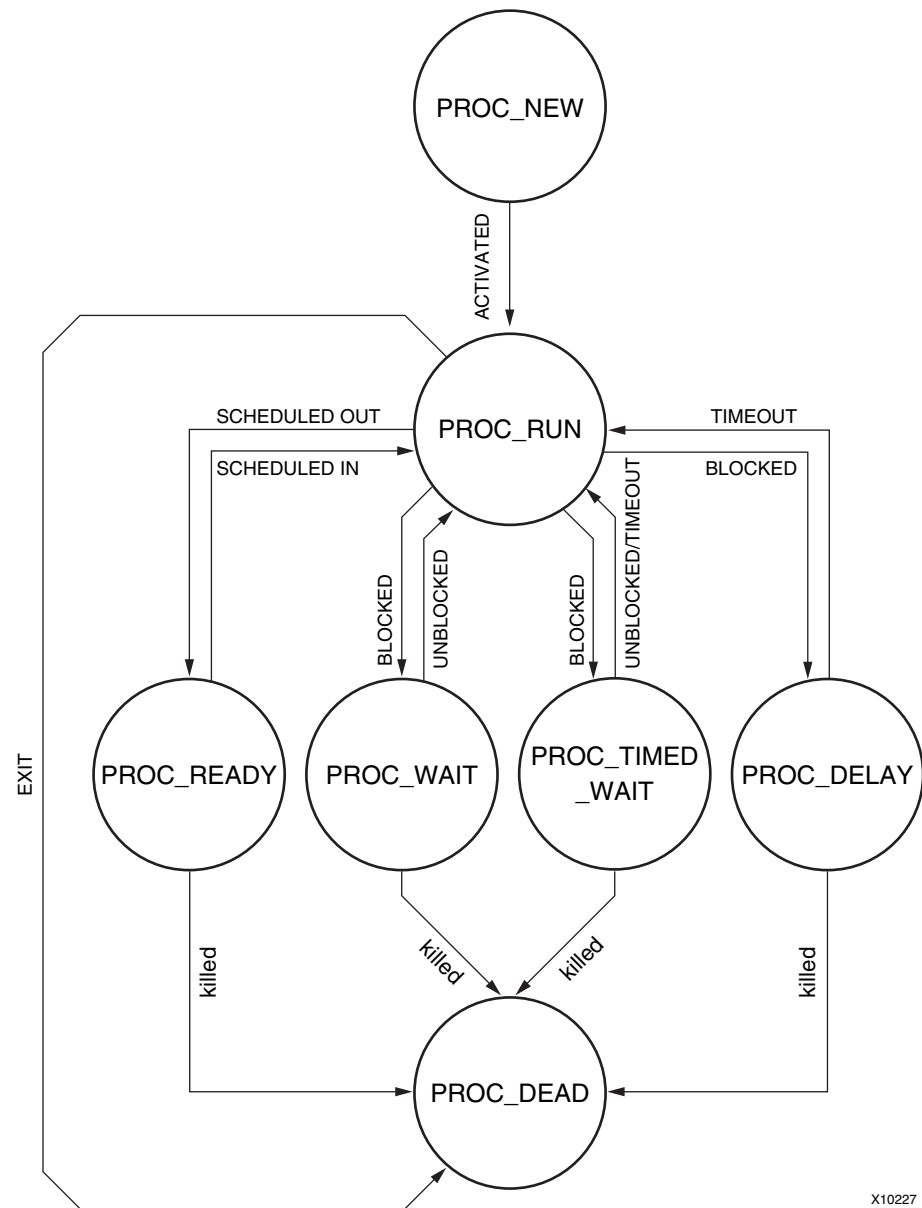 PROC_NEW
ACTIVATED
PROC_RUN
SCHEDULED OUT
SCHEDULED IN
TIMEOUT
BLOCKED
BLOCKED
UNBLOCKED
BLOCKED
UNBLOCKED/TIMEOUT
EXIT
PROC_READY
PROC_WAIT
PROC_TIMED
_WAIT
PROC_DELAY
killed
killed
killed
killed
PROC_DEAD
X10227